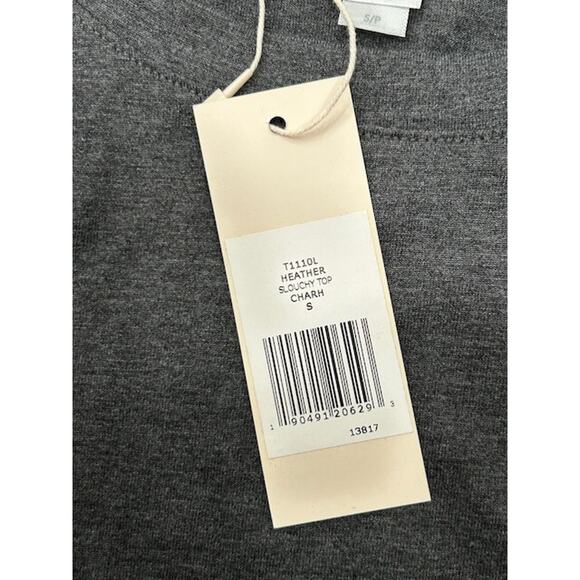 S/P
T1110L
HEATHER
SLOUCHY TOP
CHARH
S
1 90491 20629 3
13817